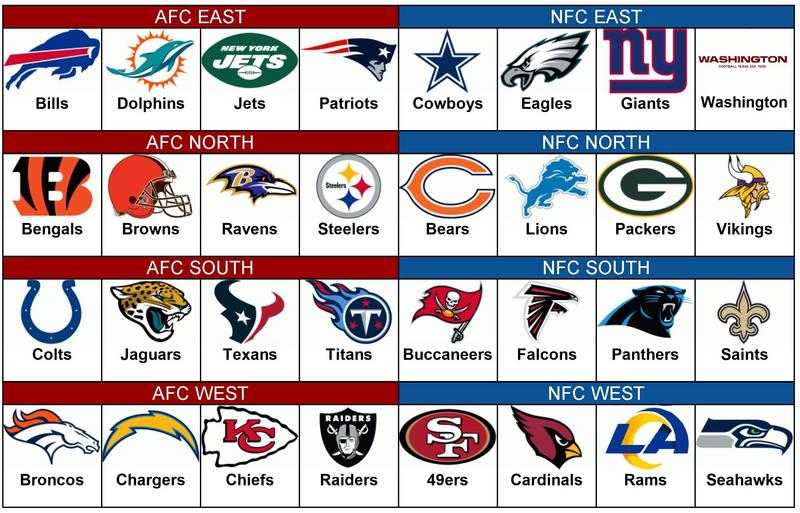 AFC EAST NFC EAST
NEW YORK
JETS
ny
WASHINGTON
FOOTBALL TEAM, EST. 1932
Bills Dolphins Jets Patriots Cowboys Eagles Giants Washington
AFC NORTH NFC NORTH
B
B
Steelers
C
G
Bengals Browns Ravens Steelers Bears Lions Packers Vikings
AFC SOUTH NFC SOUTH
T
Colts Jaguars Texans Titans Buccaneers Falcons Panthers Saints
AFC WEST NFC WEST
KC
RAIDERS
SF
LA
Broncos Chargers Chiefs Raiders 49ers Cardinals Rams Seahawks